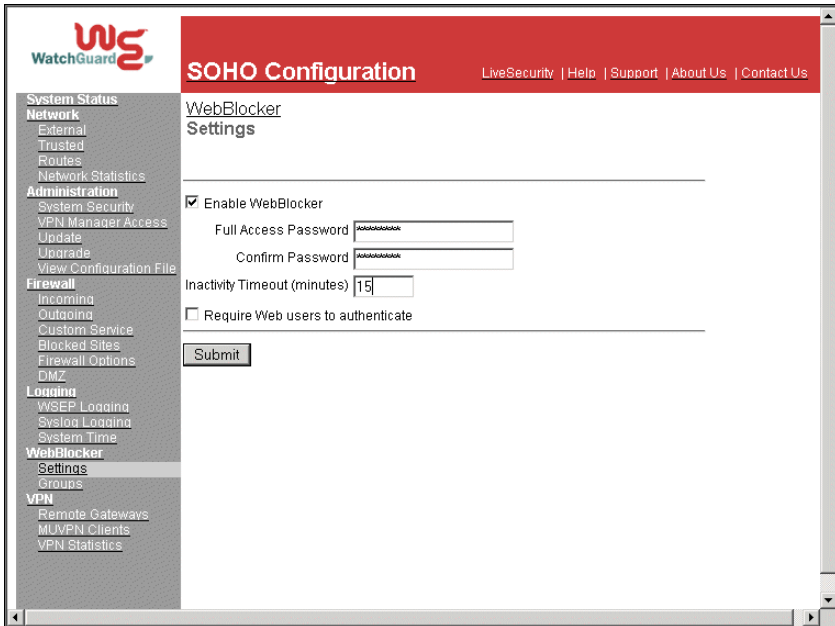 WatchGuard
SOHO Configuration
LiveSecurity | Help | Support | About Us | Contact Us
System Status
Network
External
Trusted
Routes
Network Statistics
Administration
System Security
VPN Manager Access
Update
Upgrade
View Configuration File
Firewall
Incoming
Outgoing
Custom Service
Blocked Sites
Firewall Options
DMZ
Logging
WSEP Logging
Syslog Logging
System Time
WebBlocker
Settings
Groups
VPN
Remote Gateways
MUVPN Clients
VPN Statistics
WebBlocker
Settings
Enable WebBlocker
Full Access Password *********
Confirm Password *********
Inactivity Timeout (minutes) 15
Require Web users to authenticate
Submit